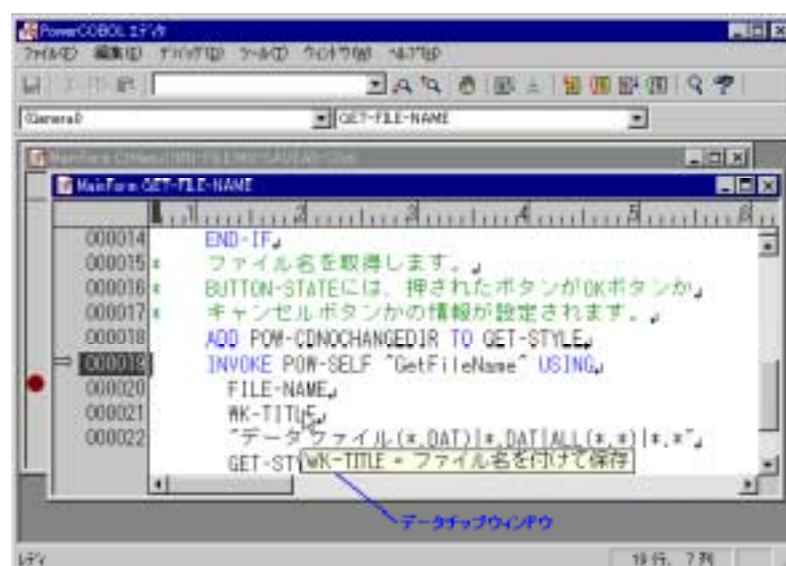 PowerCOBOL エディタ
ファイル(F) 編集(E) デバッグ(D) ツール(T) ウィンドウ(W) ヘルプ(H)
(General) GET-FILE-NAME
MainForm GET-FILE-NAME
000014 END-IF↲
000015 * ファイル名を取得します。↲
000016 * BUTTON-STATEには、押されたボタンがOKボタンか↲
000017 * キャンセルボタンかの情報が設定されます。↲
000018 ADD POW-CDNOCHANGEDIR TO GET-STYLE↲
000019 INVOKE POW-SELF "GetFileName" USING↲
000020 FILE-NAME↲
000021 WK-TITLE↲
000022 "データファイル(*.DAT)|*.DAT|ALL(*.*)|*.*"↲
GET-ST
WK-TITLE = ファイル名を付けて保存
データチップウィンドウ
レディ 19 行, 7 列